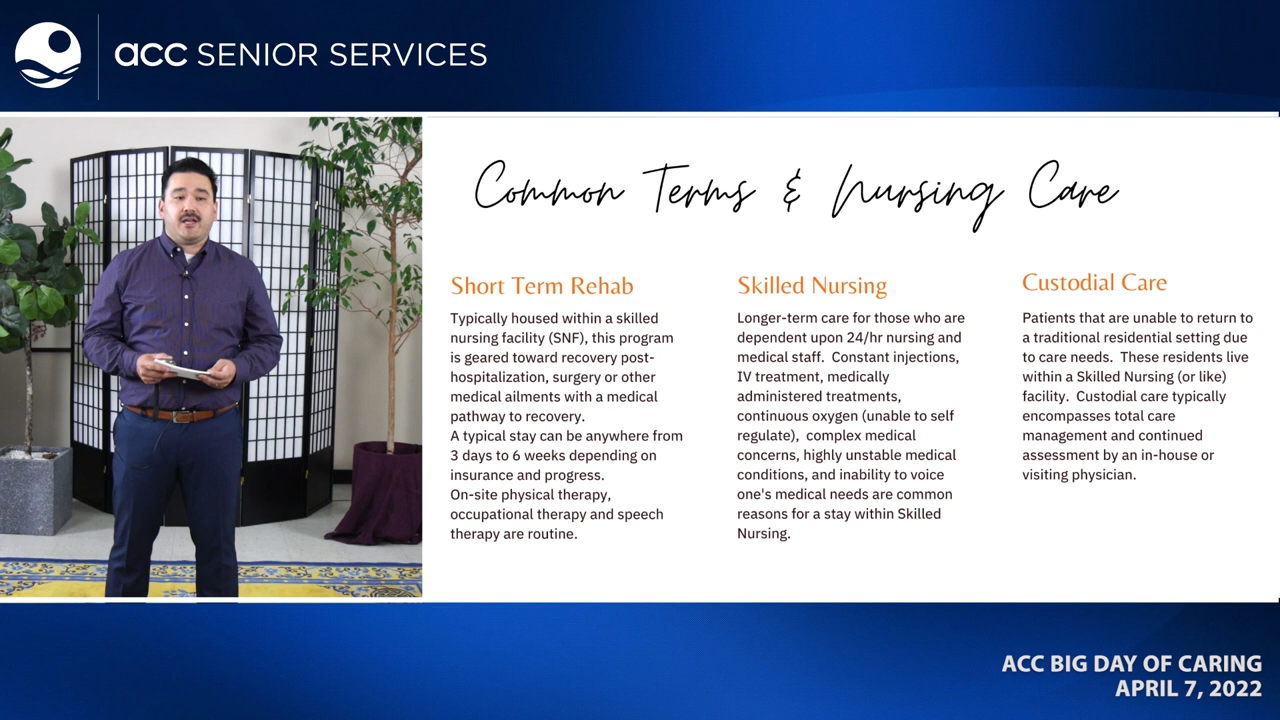 acc SENIOR SERVICES
Common Terms & Nursing Care
Short Term Rehab
Typically housed within a skilled
nursing facility (SNF), this program
is geared toward recovery post-
hospitalization, surgery or other
medical ailments with a medical
pathway to recovery.
A typical stay can be anywhere from
3 days to 6 weeks depending on
insurance and progress.
On-site physical therapy,
occupational therapy and speech
therapy are routine.
Skilled Nursing
Longer-term care for those who are
dependent upon 24/hr nursing and
medical staff.  Constant injections,
IV treatment, medically
administered treatments,
continuous oxygen (unable to self
regulate),  complex medical
concerns, highly unstable medical
conditions, and inability to voice
one's medical needs are common
reasons for a stay within Skilled
Nursing.
Custodial Care
Patients that are unable to return to
a traditional residential setting due
to care needs.  These residents live
within a Skilled Nursing (or like)
facility.  Custodial care typically
encompasses total care
management and continued
assessment by an in-house or
visiting physician.
ACC BIG DAY OF CARING
APRIL 7, 2022